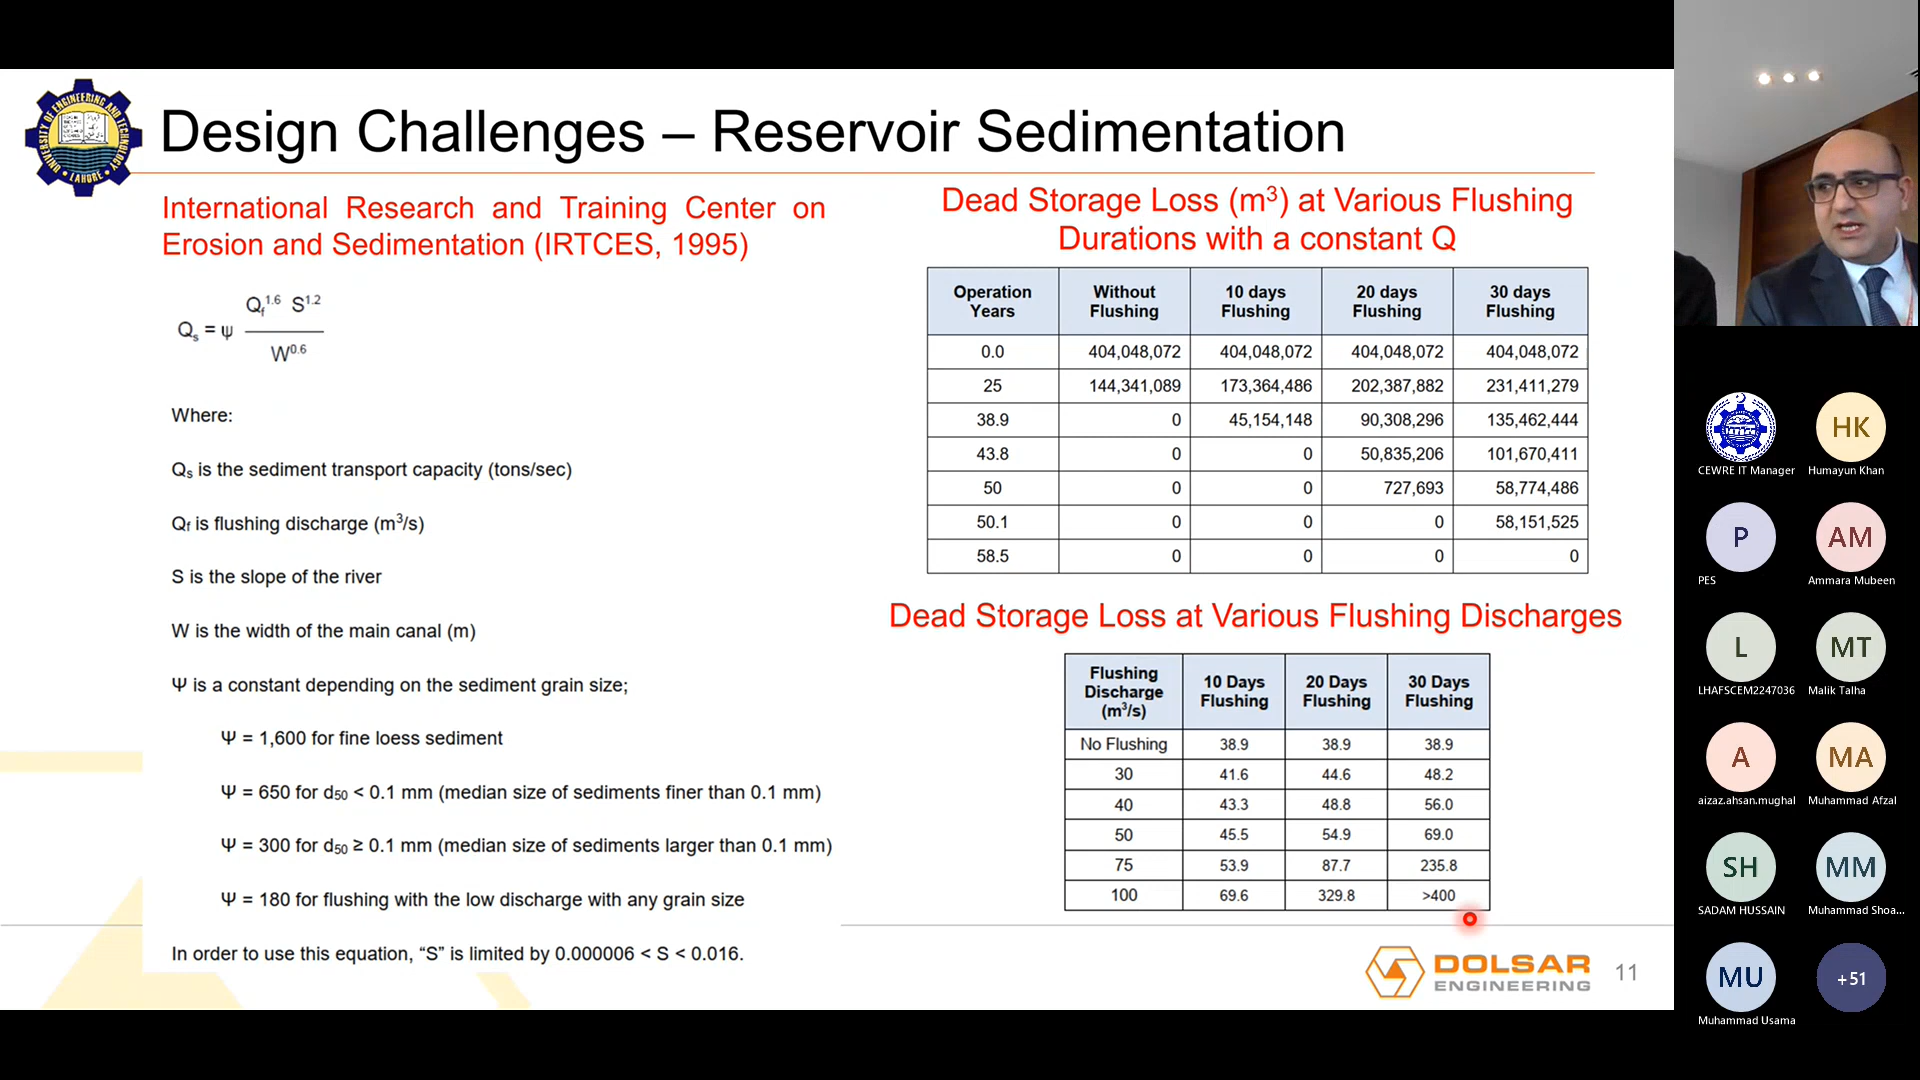 Design Challenges – Reservoir Sedimentation
International Research and Training Center on
Erosion and Sedimentation (IRTCES, 1995)
Qs = ψ Qf^1.6 S^1.2 / W^0.6
Where:
Qs is the sediment transport capacity (tons/sec)
Qf is flushing discharge (m³/s)
S is the slope of the river
W is the width of the main canal (m)
Ψ is a constant depending on the sediment grain size;
Ψ = 1,600 for fine loess sediment
Ψ = 650 for d50 < 0.1 mm (median size of sediments finer than 0.1 mm)
Ψ = 300 for d50 ≥ 0.1 mm (median size of sediments larger than 0.1 mm)
Ψ = 180 for flushing with the low discharge with any grain size
In order to use this equation, “S” is limited by 0.000006 < S < 0.016.
Dead Storage Loss (m³) at Various Flushing
Durations with a constant Q
Operation Years | Without Flushing | 10 days Flushing | 20 days Flushing | 30 days Flushing
0.0 | 404,048,072 | 404,048,072 | 404,048,072 | 404,048,072
25 | 144,341,089 | 173,364,486 | 202,387,882 | 231,411,279
38.9 | 0 | 45,154,148 | 90,308,296 | 135,462,444
43.8 | 0 | 0 | 50,835,206 | 101,670,411
50 | 0 | 0 | 727,693 | 58,774,486
50.1 | 0 | 0 | 0 | 58,151,525
58.5 | 0 | 0 | 0 | 0
Dead Storage Loss at Various Flushing Discharges
Flushing Discharge (m³/s) | 10 Days Flushing | 20 Days Flushing | 30 Days Flushing
No Flushing | 38.9 | 38.9 | 38.9
30 | 41.6 | 44.6 | 48.2
40 | 43.3 | 48.8 | 56.0
50 | 45.5 | 54.9 | 69.0
75 | 53.9 | 87.7 | 235.8
100 | 69.6 | 329.8 | >400
DOLSAR
ENGINEERING
11
UNIVERSITY OF ENGINEERING AND TECHNOLOGY
LAHORE
CEWRE IT Manager
HK
Humayun Khan
P
PES
AM
Ammara Mubeen
L
LHAFSCEM2247036
MT
Malik Talha
A
aizaz.ahsan.mughal
MA
Muhammad Afzal
SH
SADAM HUSSAIN
MM
Muhammad Shoa...
MU
Muhammad Usama
+51